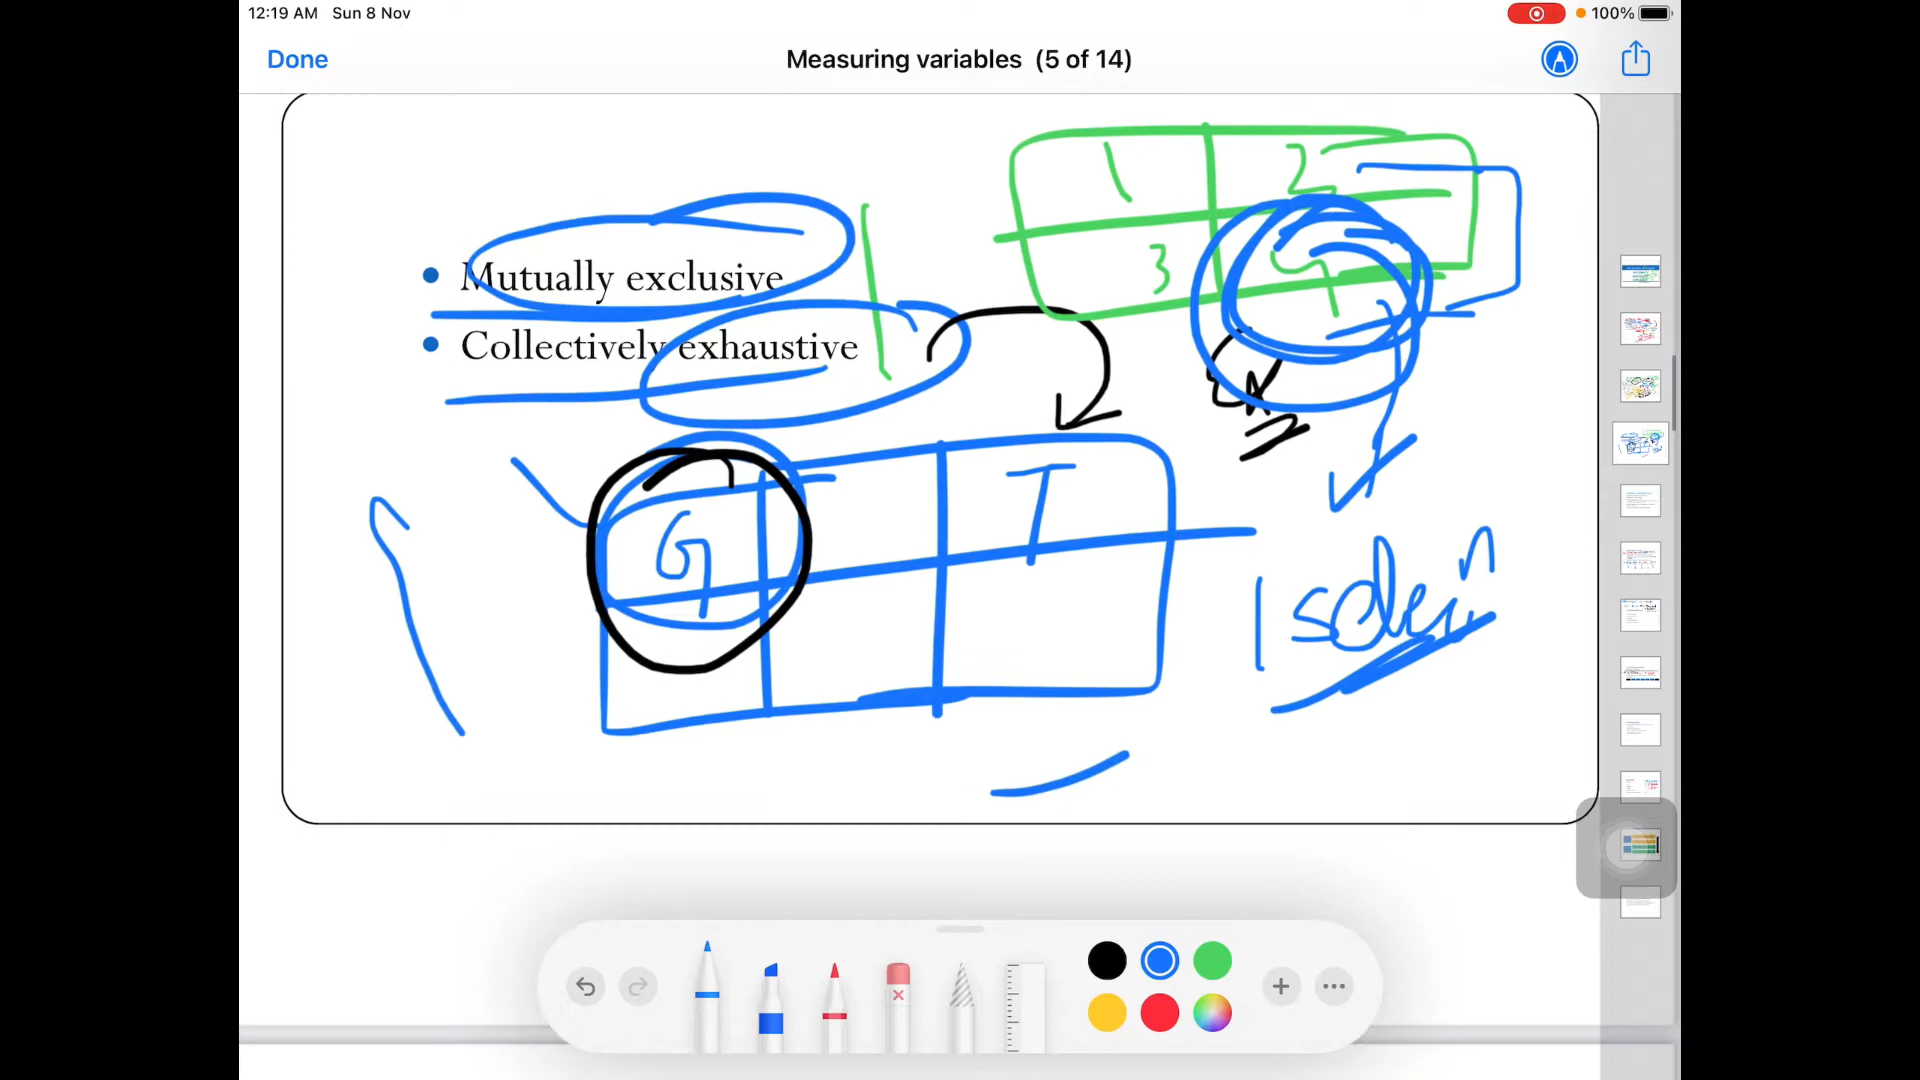 12:19 AM Sun 8 Nov 100%
Done Measuring variables (5 of 14)
1 2
3 4
• Mutually exclusive
• Collectively exhaustive
G T